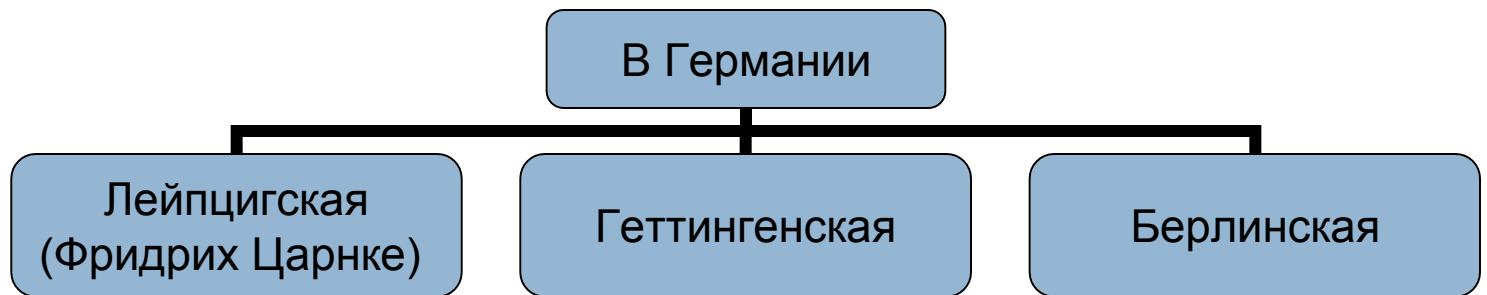 В Германии
Лейпцигская
(Фридрих Царнке)
Геттингенская
Берлинская